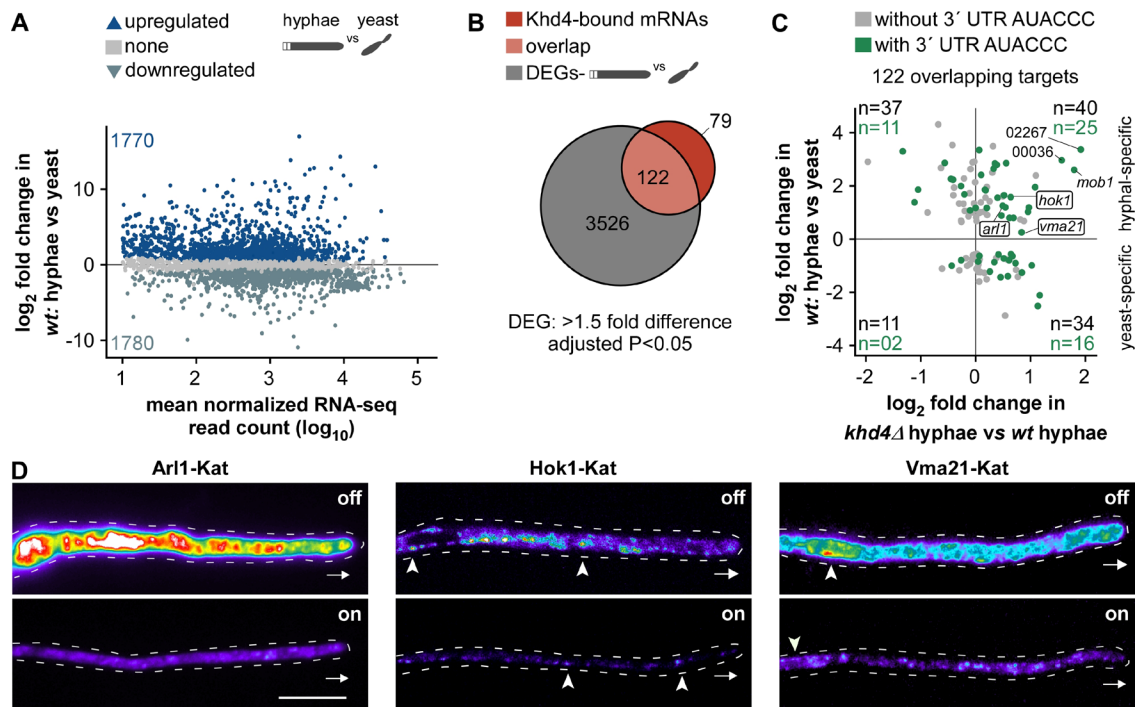 A
upregulated
none
downregulated
hyphae
vs
yeast
1770
1780
10
0
-10
log2 fold change in
wt: hyphae vs yeast
1
2
3
4
5
mean normalized RNA-seq
read count (log10)
B
Khd4-bound mRNAs
overlap
DEGs-
vs
79
122
3526
DEG: >1.5 fold difference
adjusted P<0.05
C
without 3´ UTR AUACCC
with 3´ UTR AUACCC
122 overlapping targets
n=37
n=11
n=40
n=25
02267
00036
mob1
hok1
arl1
vma21
n=11
n=02
n=34
n=16
4
2
0
-2
-4
log2 fold change in
wt: hyphae vs yeast
hyphal-specific
yeast-specific
-2
-1
0
1
2
log2 fold change in
khd4Δ hyphae vs wt hyphae
D
Arl1-Kat
Hok1-Kat
Vma21-Kat
off
off
off
on
on
on